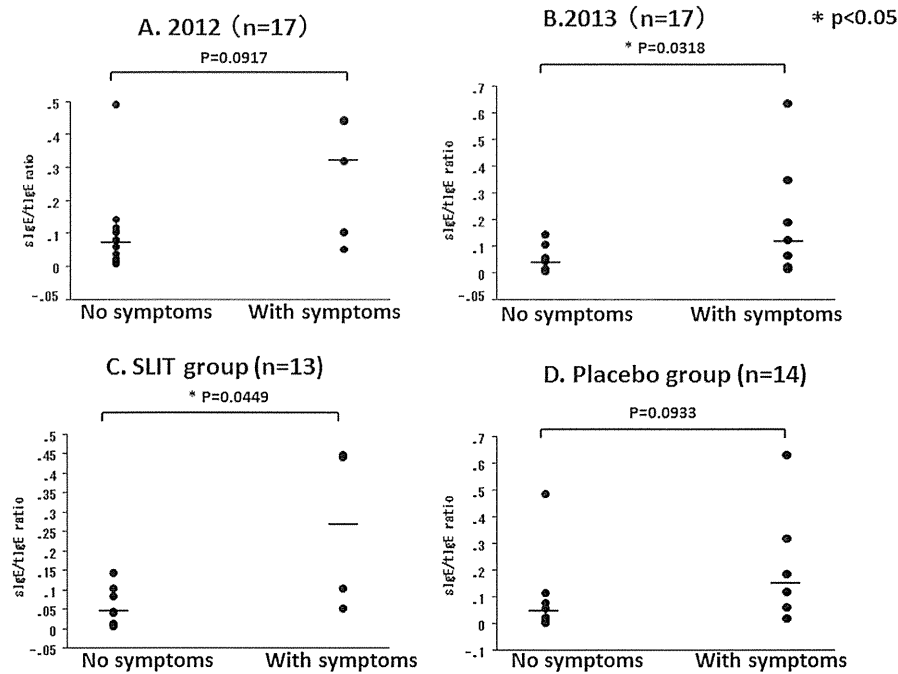 A. 2012 (n=17)
P=0.0917
sIgE/tIgE ratio
.5
.4
.3
.2
.1
0
-.05
No symptoms With symptoms
B.2013 (n=17)
* p<0.05
* P=0.0318
sIgE/tIgE ratio
.7
.6
.5
.4
.3
.2
.1
0
-.05
No symptoms With symptoms
C. SLIT group (n=13)
* P=0.0449
sIgE/tIgE ratio
.5
.45
.4
.35
.3
.25
.2
.15
.1
.05
0
-.05
No symptoms With symptoms
D. Placebo group (n=14)
P=0.0933
sIgE/tIgE ratio
.7
.6
.5
.4
.3
.2
.1
0
-.1
No symptoms With symptoms